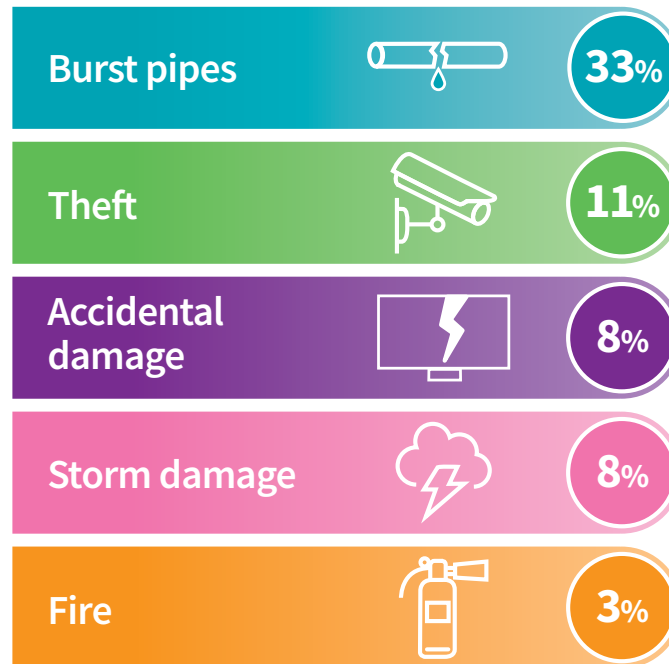 Burst pipes
33%
Theft
11%
Accidental
damage
8%
Storm damage
8%
Fire
3%